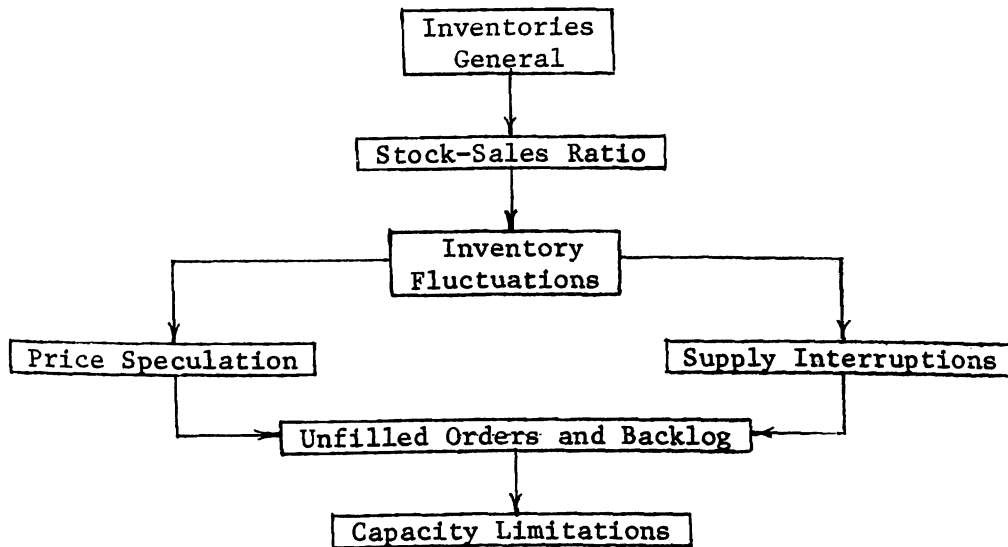 Inventories
General
Stock-Sales Ratio
Inventory
Fluctuations
Price Speculation
Supply Interruptions
Unfilled Orders and Backlog
Capacity Limitations